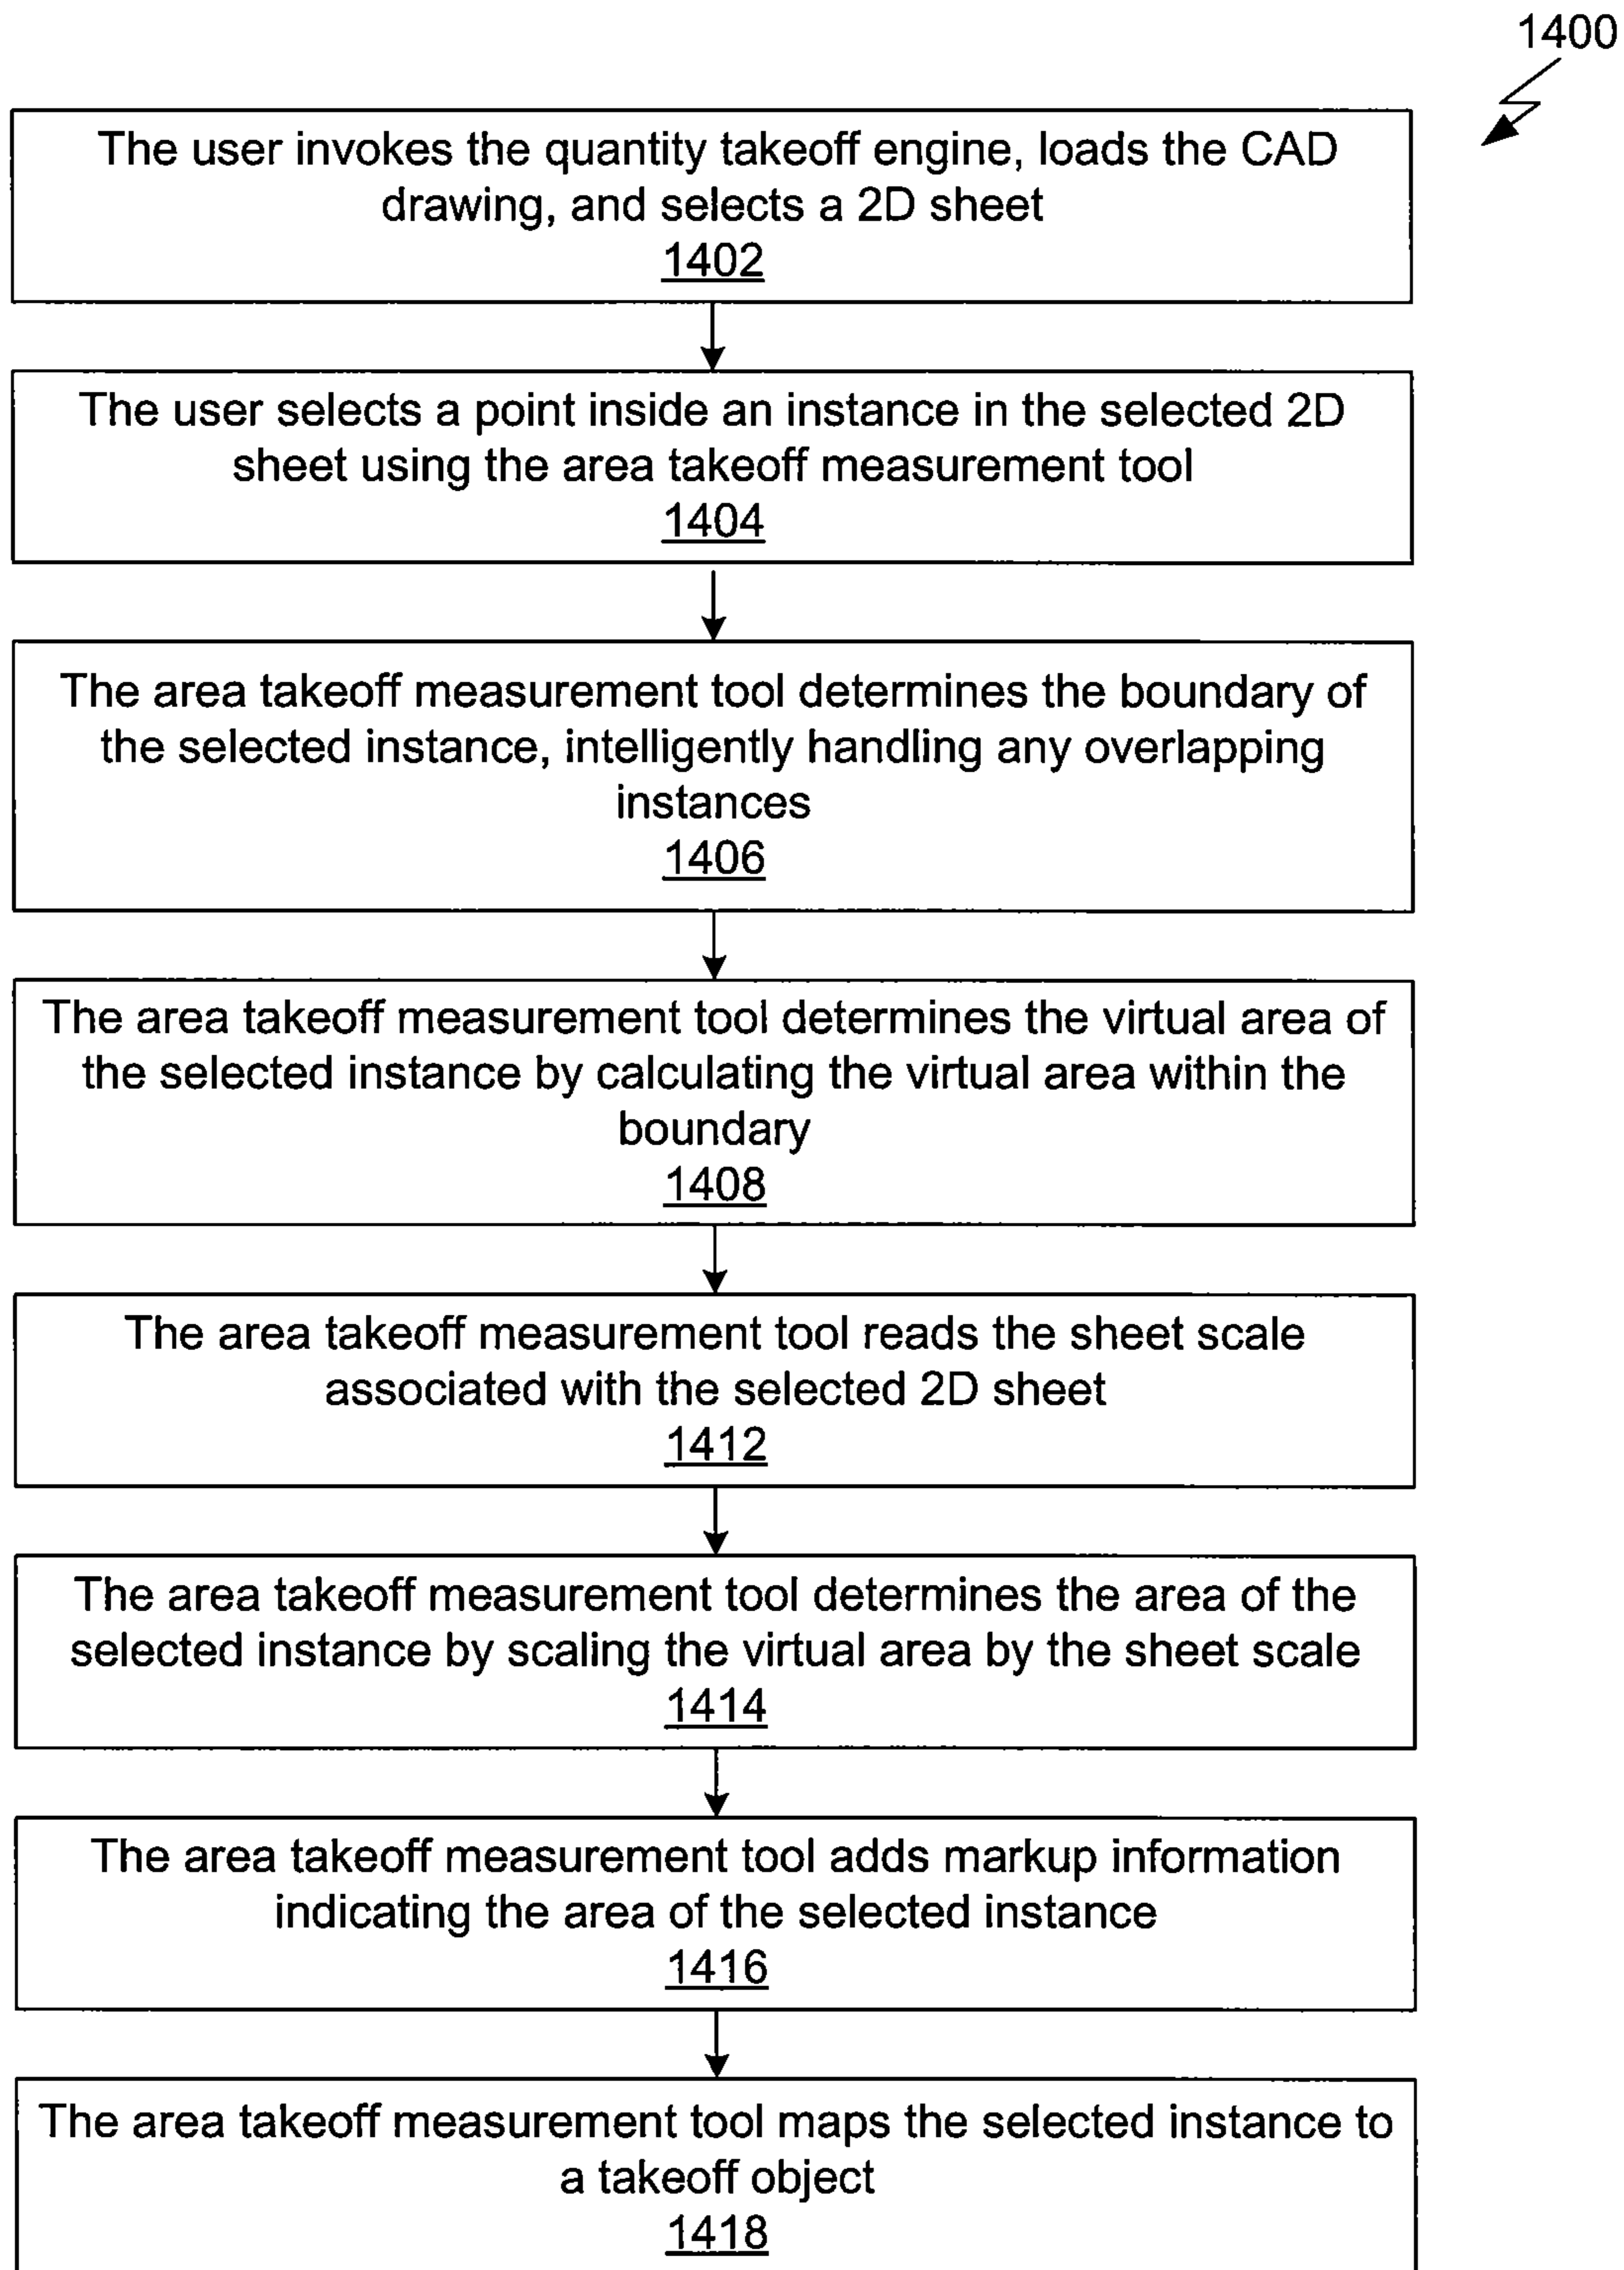 1400
The user invokes the quantity takeoff engine, loads the CAD
drawing, and selects a 2D sheet
1402
The user selects a point inside an instance in the selected 2D
sheet using the area takeoff measurement tool
1404
The area takeoff measurement tool determines the boundary of
the selected instance, intelligently handling any overlapping
instances
1406
The area takeoff measurement tool determines the virtual area of
the selected instance by calculating the virtual area within the
boundary
1408
The area takeoff measurement tool reads the sheet scale
associated with the selected 2D sheet
1412
The area takeoff measurement tool determines the area of the
selected instance by scaling the virtual area by the sheet scale
1414
The area takeoff measurement tool adds markup information
indicating the area of the selected instance
1416
The area takeoff measurement tool maps the selected instance to
a takeoff object
1418